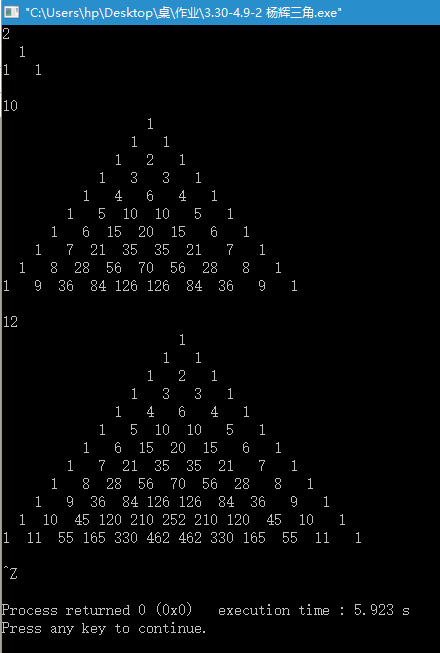 "C:\Users\hp\Desktop\桌\作业\3.30-4.9-2 杨辉三角.exe"
2
1
1 1
10
1
1 1
1 2 1
1 3 3 1
1 4 6 4 1
1 5 10 10 5 1
1 6 15 20 15 6 1
1 7 21 35 35 21 7 1
1 8 28 56 70 56 28 8 1
1 9 36 84 126 126 84 36 9 1
12
1
1 1
1 2 1
1 3 3 1
1 4 6 4 1
1 5 10 10 5 1
1 6 15 20 15 6 1
1 7 21 35 35 21 7 1
1 8 28 56 70 56 28 8 1
1 9 36 84 126 126 84 36 9 1
1 10 45 120 210 252 210 120 45 10 1
1 11 55 165 330 462 462 330 165 55 11 1
^Z
Process returned 0 (0x0) execution time : 5.923 s
Press any key to continue.